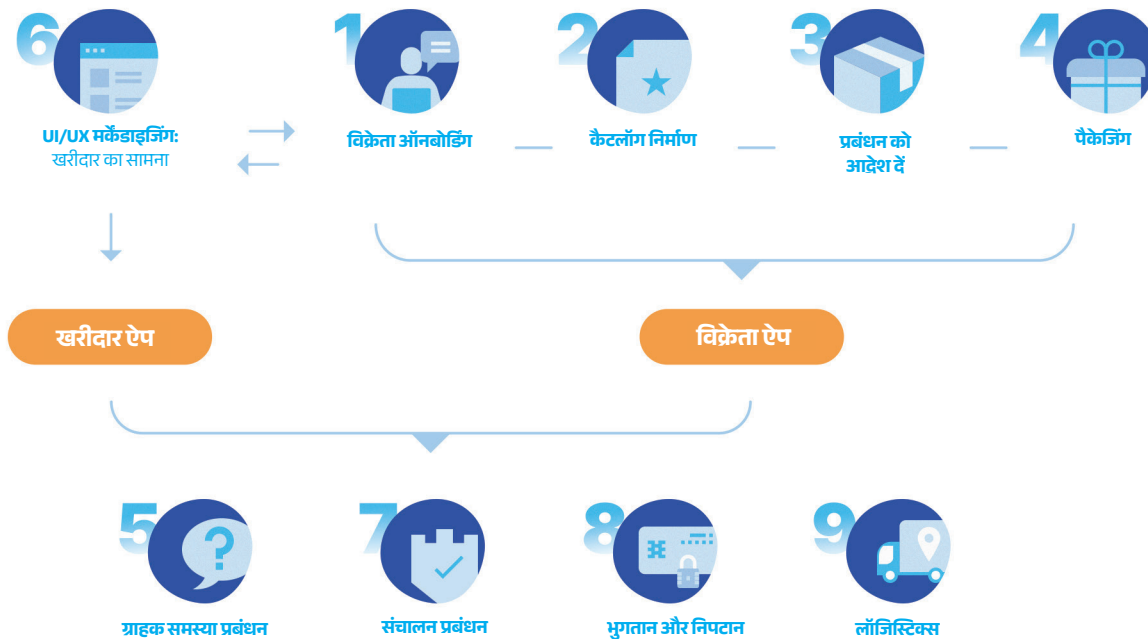 6
UI/UX मर्केंडाइजिंग:
खरीदार का सामना
1
विक्रेता ऑनबोर्डिंग
2
कैटलॉग निर्माण
3
प्रबंधन को
आदेश दें
4
पैकेजिंग
खरीदार ऐप
विक्रेता ऐप
5
ग्राहक समस्या प्रबंधन
7
संचालन प्रबंधन
8
भुगतान और निपटान
9
लॉजिस्टिक्स